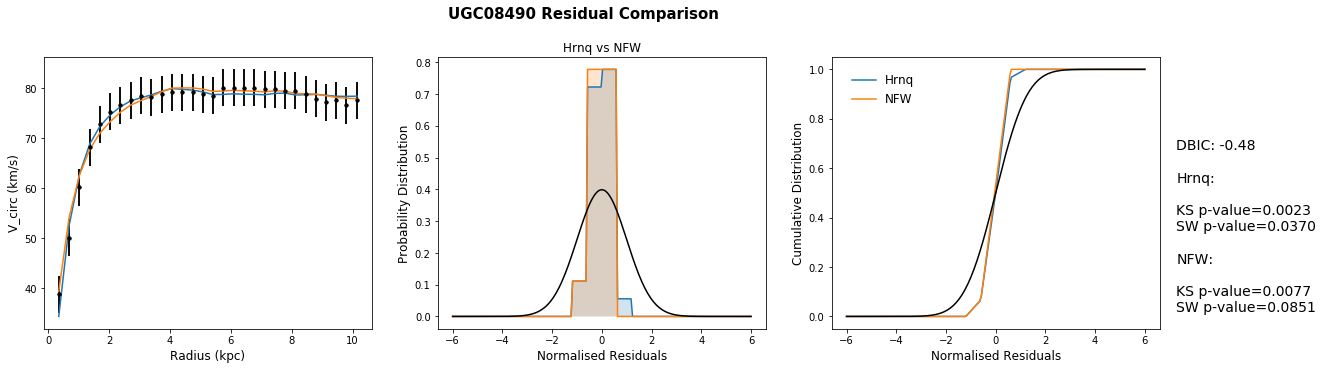 UGC08490 Residual Comparison
V_circ (km/s)
80
70
60
50
40
0
2
4
6
8
10
Radius (kpc)
Hrnq vs NFW
Probability Distribution
0.8
0.7
0.6
0.5
0.4
0.3
0.2
0.1
0.0
−6
−4
−2
0
2
4
6
Normalised Residuals
Cumulative Distribution
1.0
0.8
0.6
0.4
0.2
0.0
Hrnq
NFW
−6
−4
−2
0
2
4
6
Normalised Residuals
DBIC: -0.48
Hrnq:
KS p-value=0.0023
SW p-value=0.0370
NFW:
KS p-value=0.0077
SW p-value=0.0851